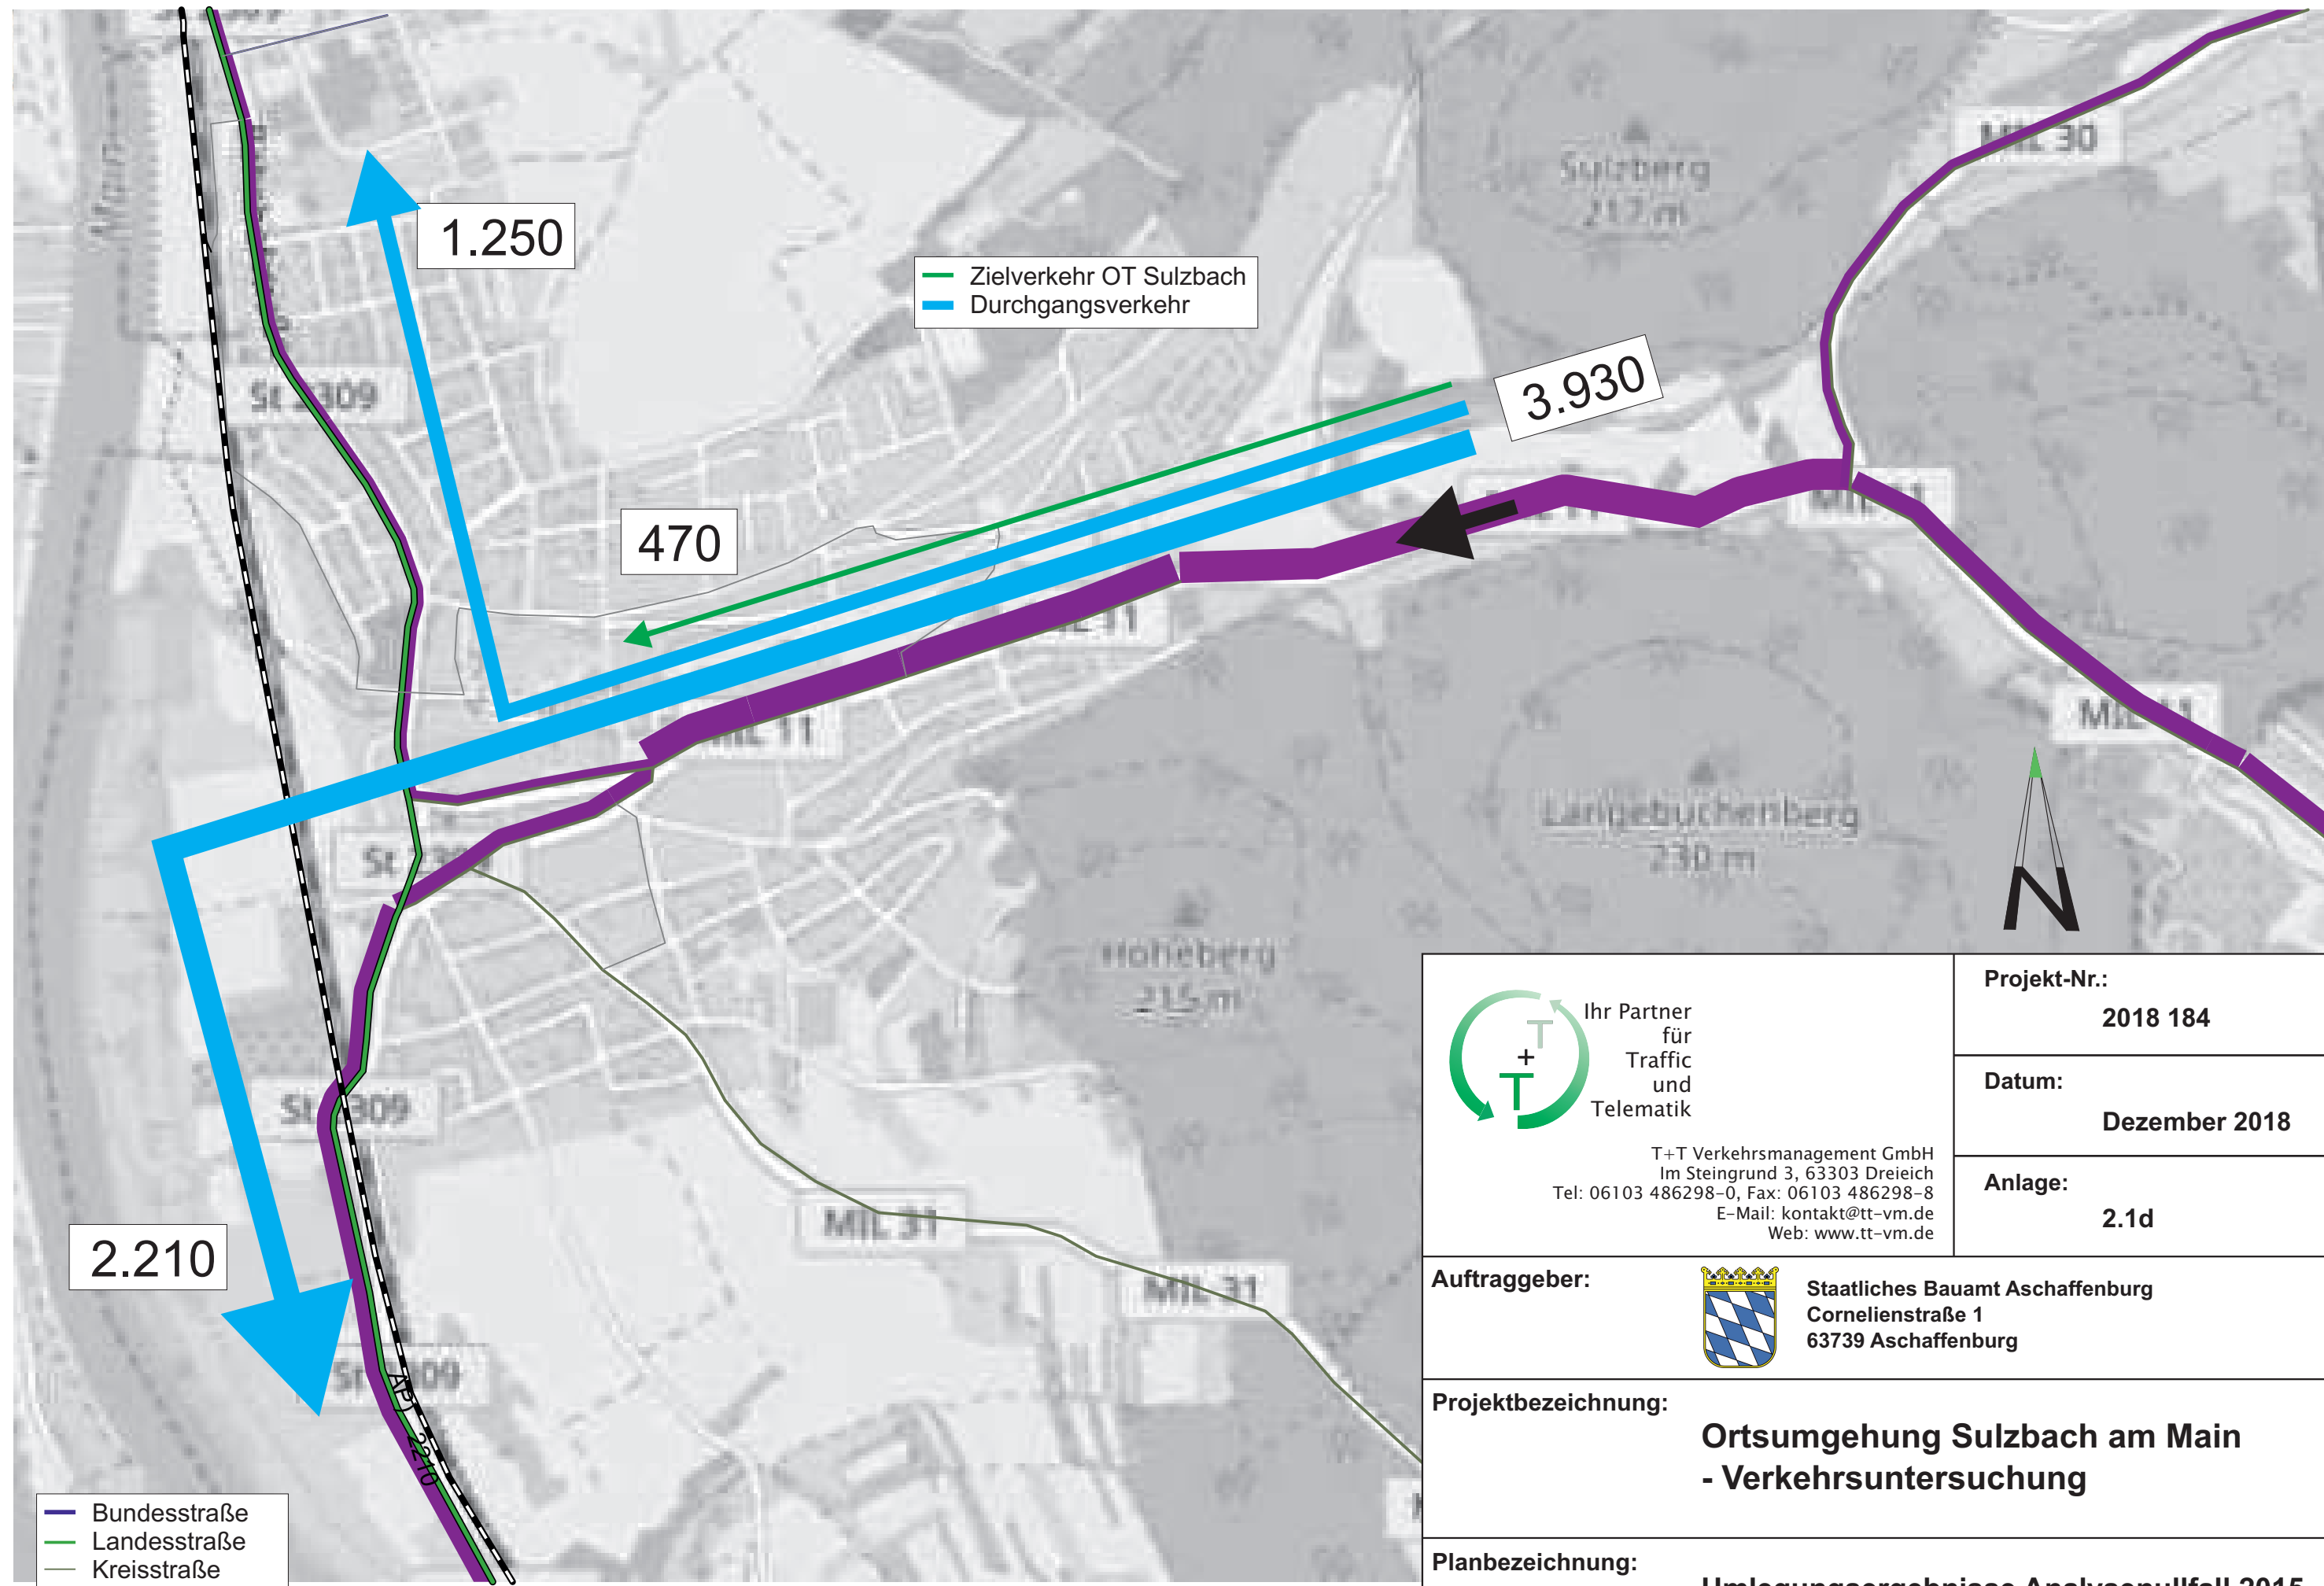 Main
1.250
Zielverkehr OT Sulzbach
Durchgangsverkehr
Sulzberg
217 m
MIL 30
St 2309
3.930
470
MIL 11
MIL 11
MIL 11
Langebuchenberg
230 m
N
Hoheberg
215 m
St 2309
MIL 31
MIL 31
2.210
2210
Bundesstraße
Landesstraße
Kreisstraße
Ihr Partner
für
Traffic
und
Telematik
T+T
T+T Verkehrsmanagement GmbH
Im Steingrund 3, 63303 Dreieich
Tel: 06103 486298-0, Fax: 06103 486298-8
E-Mail: kontakt@tt-vm.de
Web: www.tt-vm.de
Projekt-Nr.:
2018 184
Datum:
Dezember 2018
Anlage:
2.1d
Auftraggeber:
Staatliches Bauamt Aschaffenburg
Cornelienstraße 1
63739 Aschaffenburg
Projektbezeichnung:
Ortsumgehung Sulzbach am Main
- Verkehrsuntersuchung
Planbezeichnung:
Umlegungsergebnisse Analysenullfall 2015